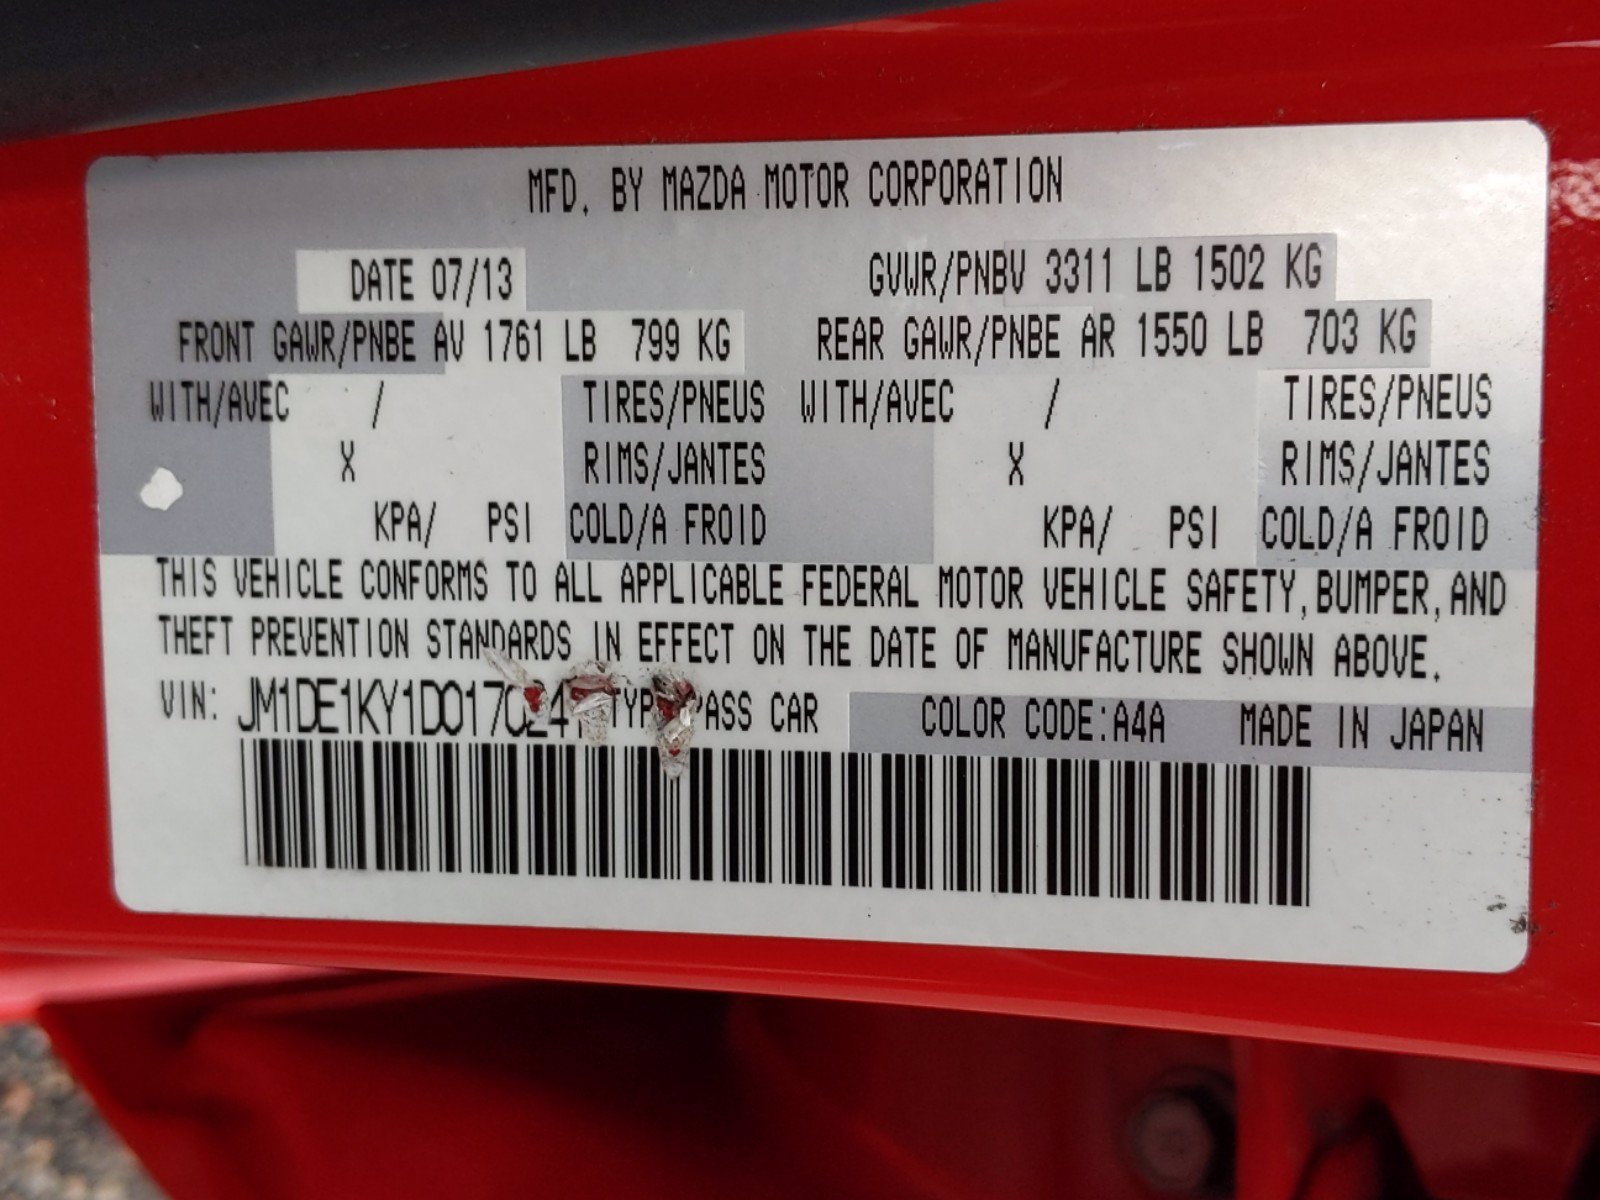 MFD. BY MAZDA MOTOR CORPORATION
DATE 07/13 GVWR/PNBV 3311 LB 1502 KG
FRONT GAWR/PNBE AV 1761 LB 799 KG REAR GAWR/PNBE AR 1550 LB 703 KG
WITH/AVEC / TIRES/PNEUS WITH/AVEC / TIRES/PNEUS
X RIMS/JANTES X RIMS/JANTES
KPA/ PSI COLD/A FROID KPA/ PSI COLD/A FROID
THIS VEHICLE CONFORMS TO ALL APPLICABLE FEDERAL MOTOR VEHICLE SAFETY, BUMPER, AND
THEFT PREVENTION STANDARDS IN EFFECT ON THE DATE OF MANUFACTURE SHOWN ABOVE.
VIN: PASS CAR COLOR CODE:A4A MADE IN JAPAN